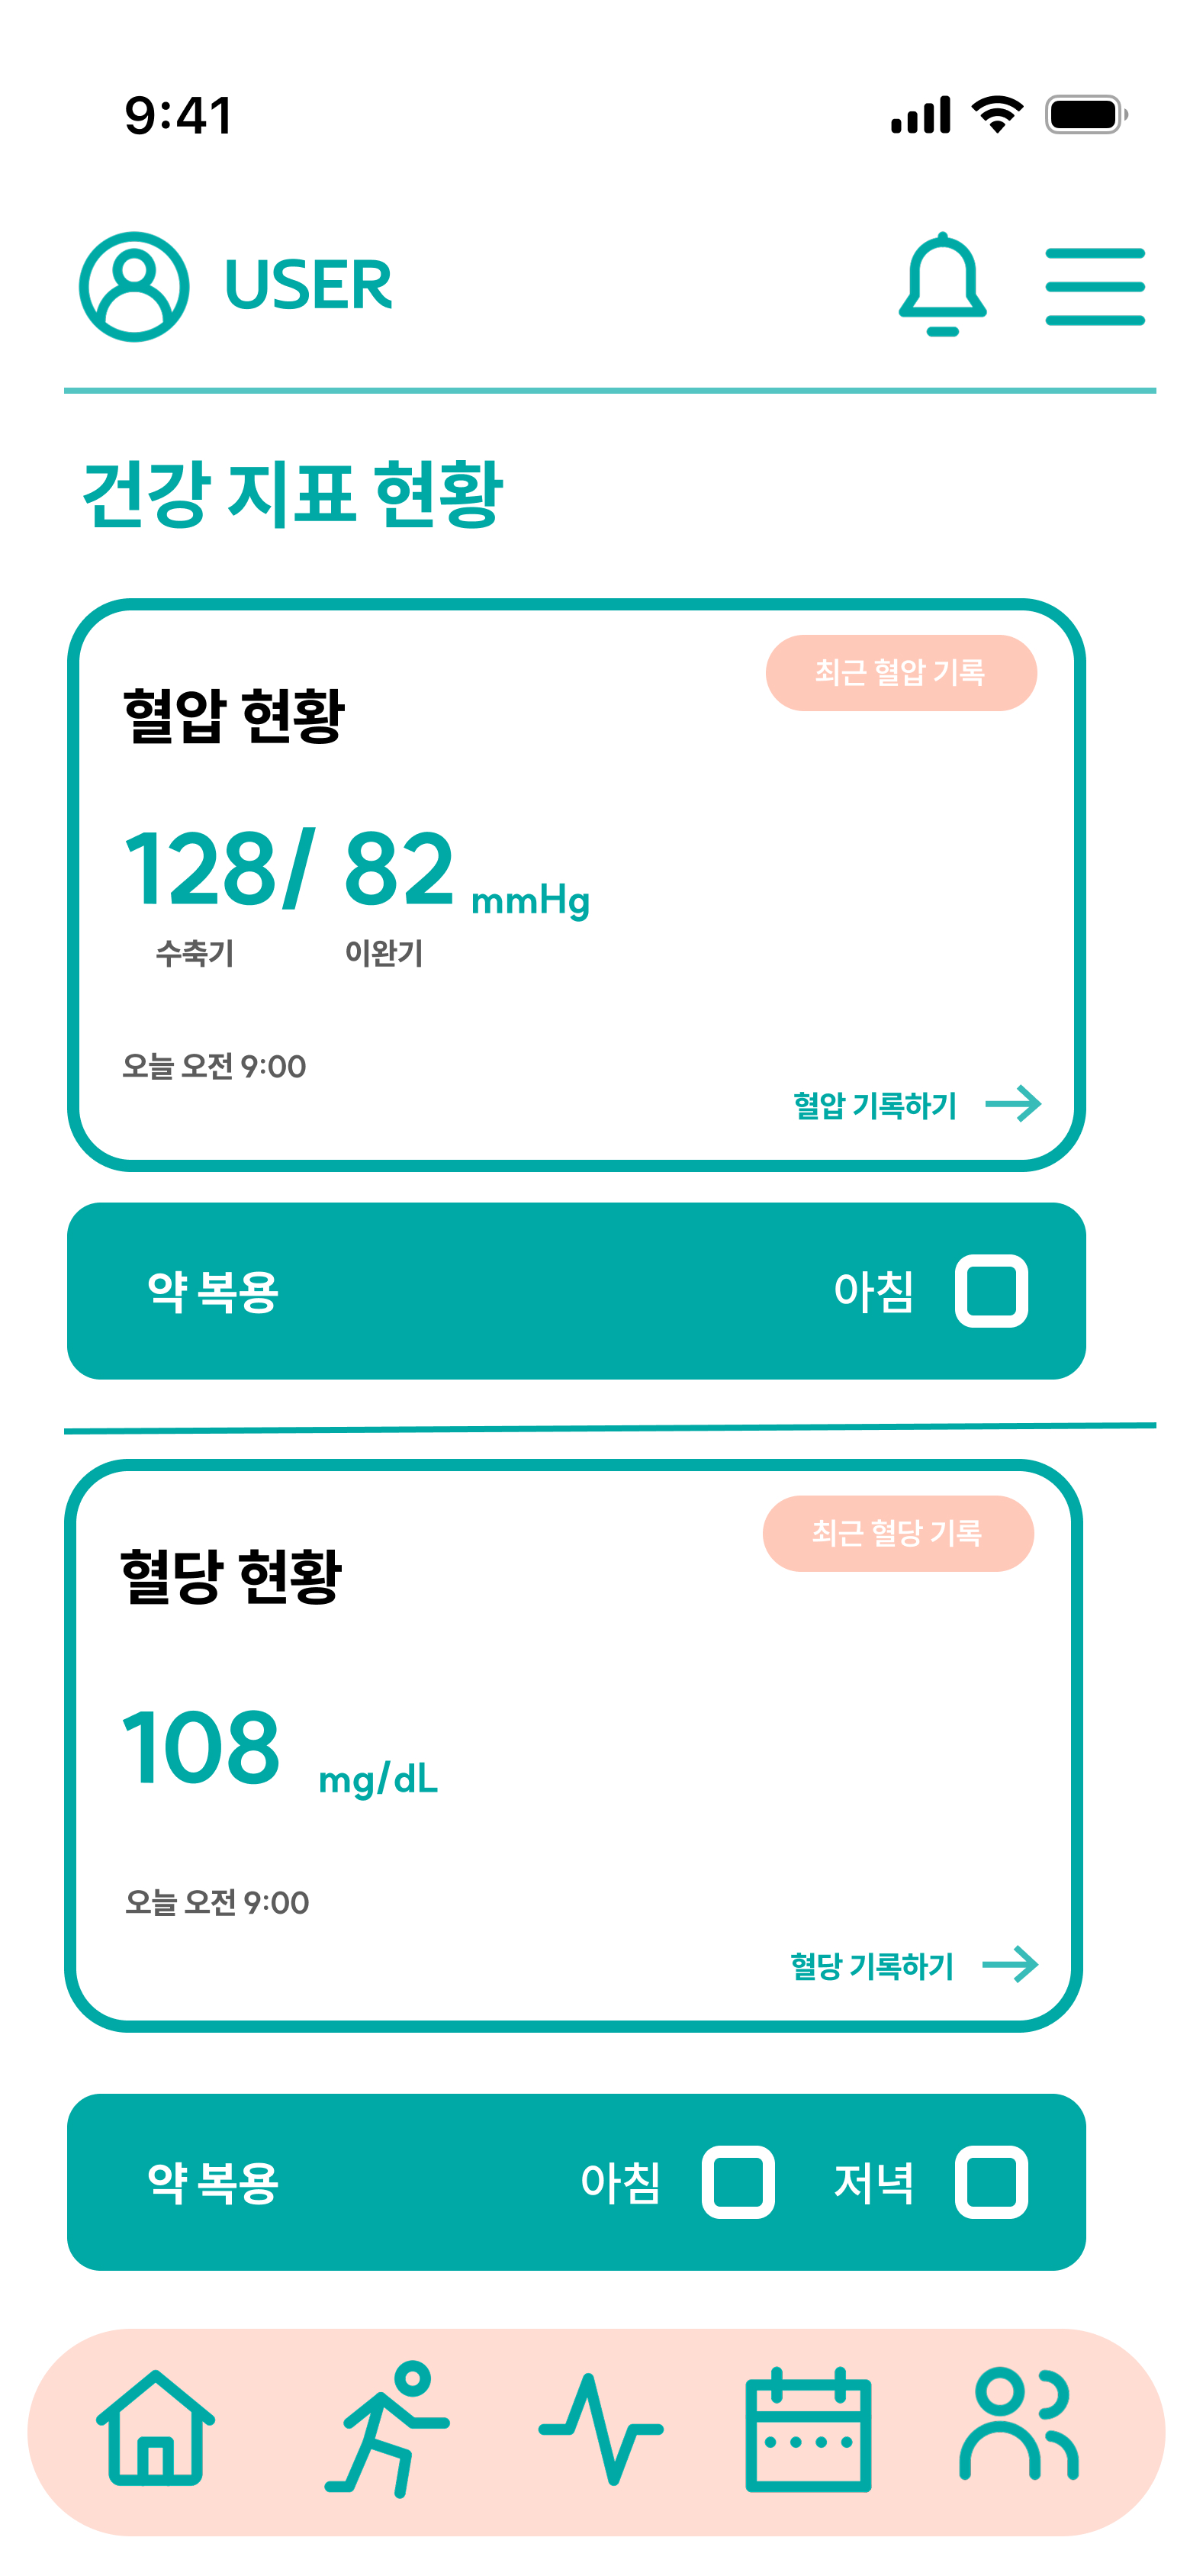 9:41
USER
건강 지표 현황
최근 혈압 기록
혈압 현황
128/ 82 mmHg
수축기 이완기
오늘 오전 9:00
혈압 기록하기
약 복용 아침
최근 혈당 기록
혈당 현황
108 mg/dL
오늘 오전 9:00
혈당 기록하기
약 복용 아침 저녁